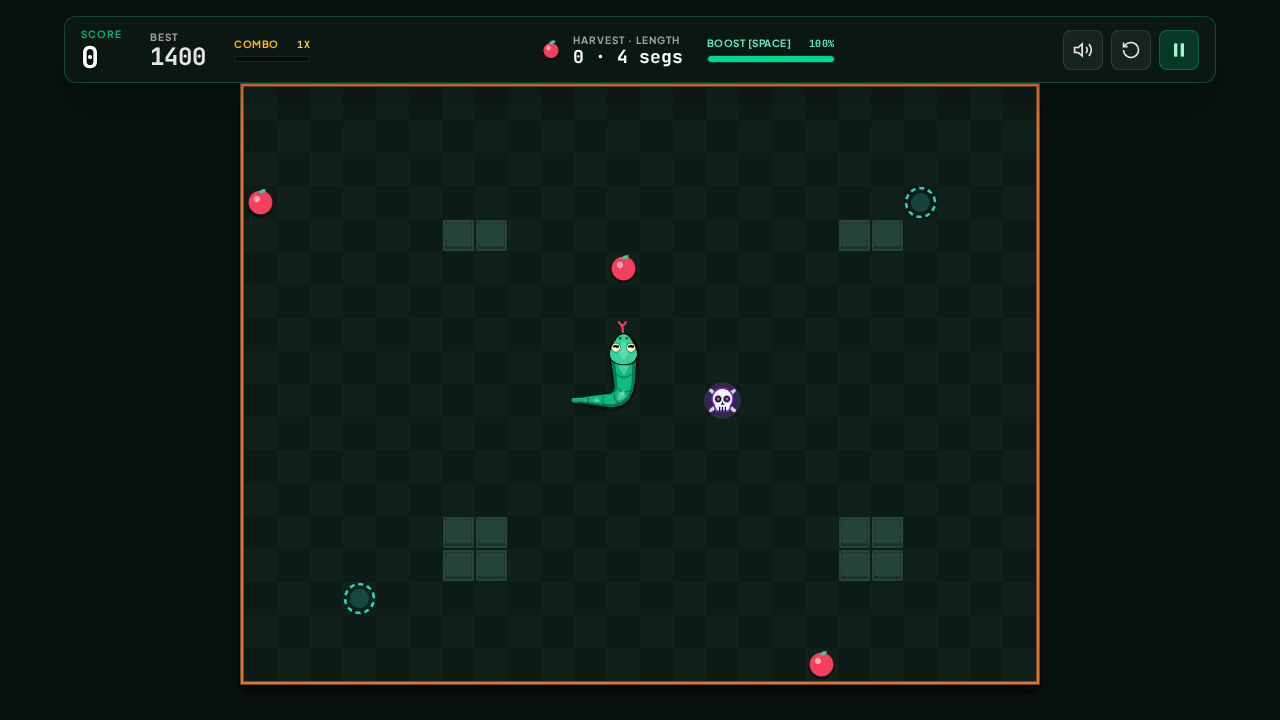 SCORE
0
BEST
1400
COMBO 1X
HARVEST · LENGTH
0 · 4 segs
BOOST [SPACE] 100%